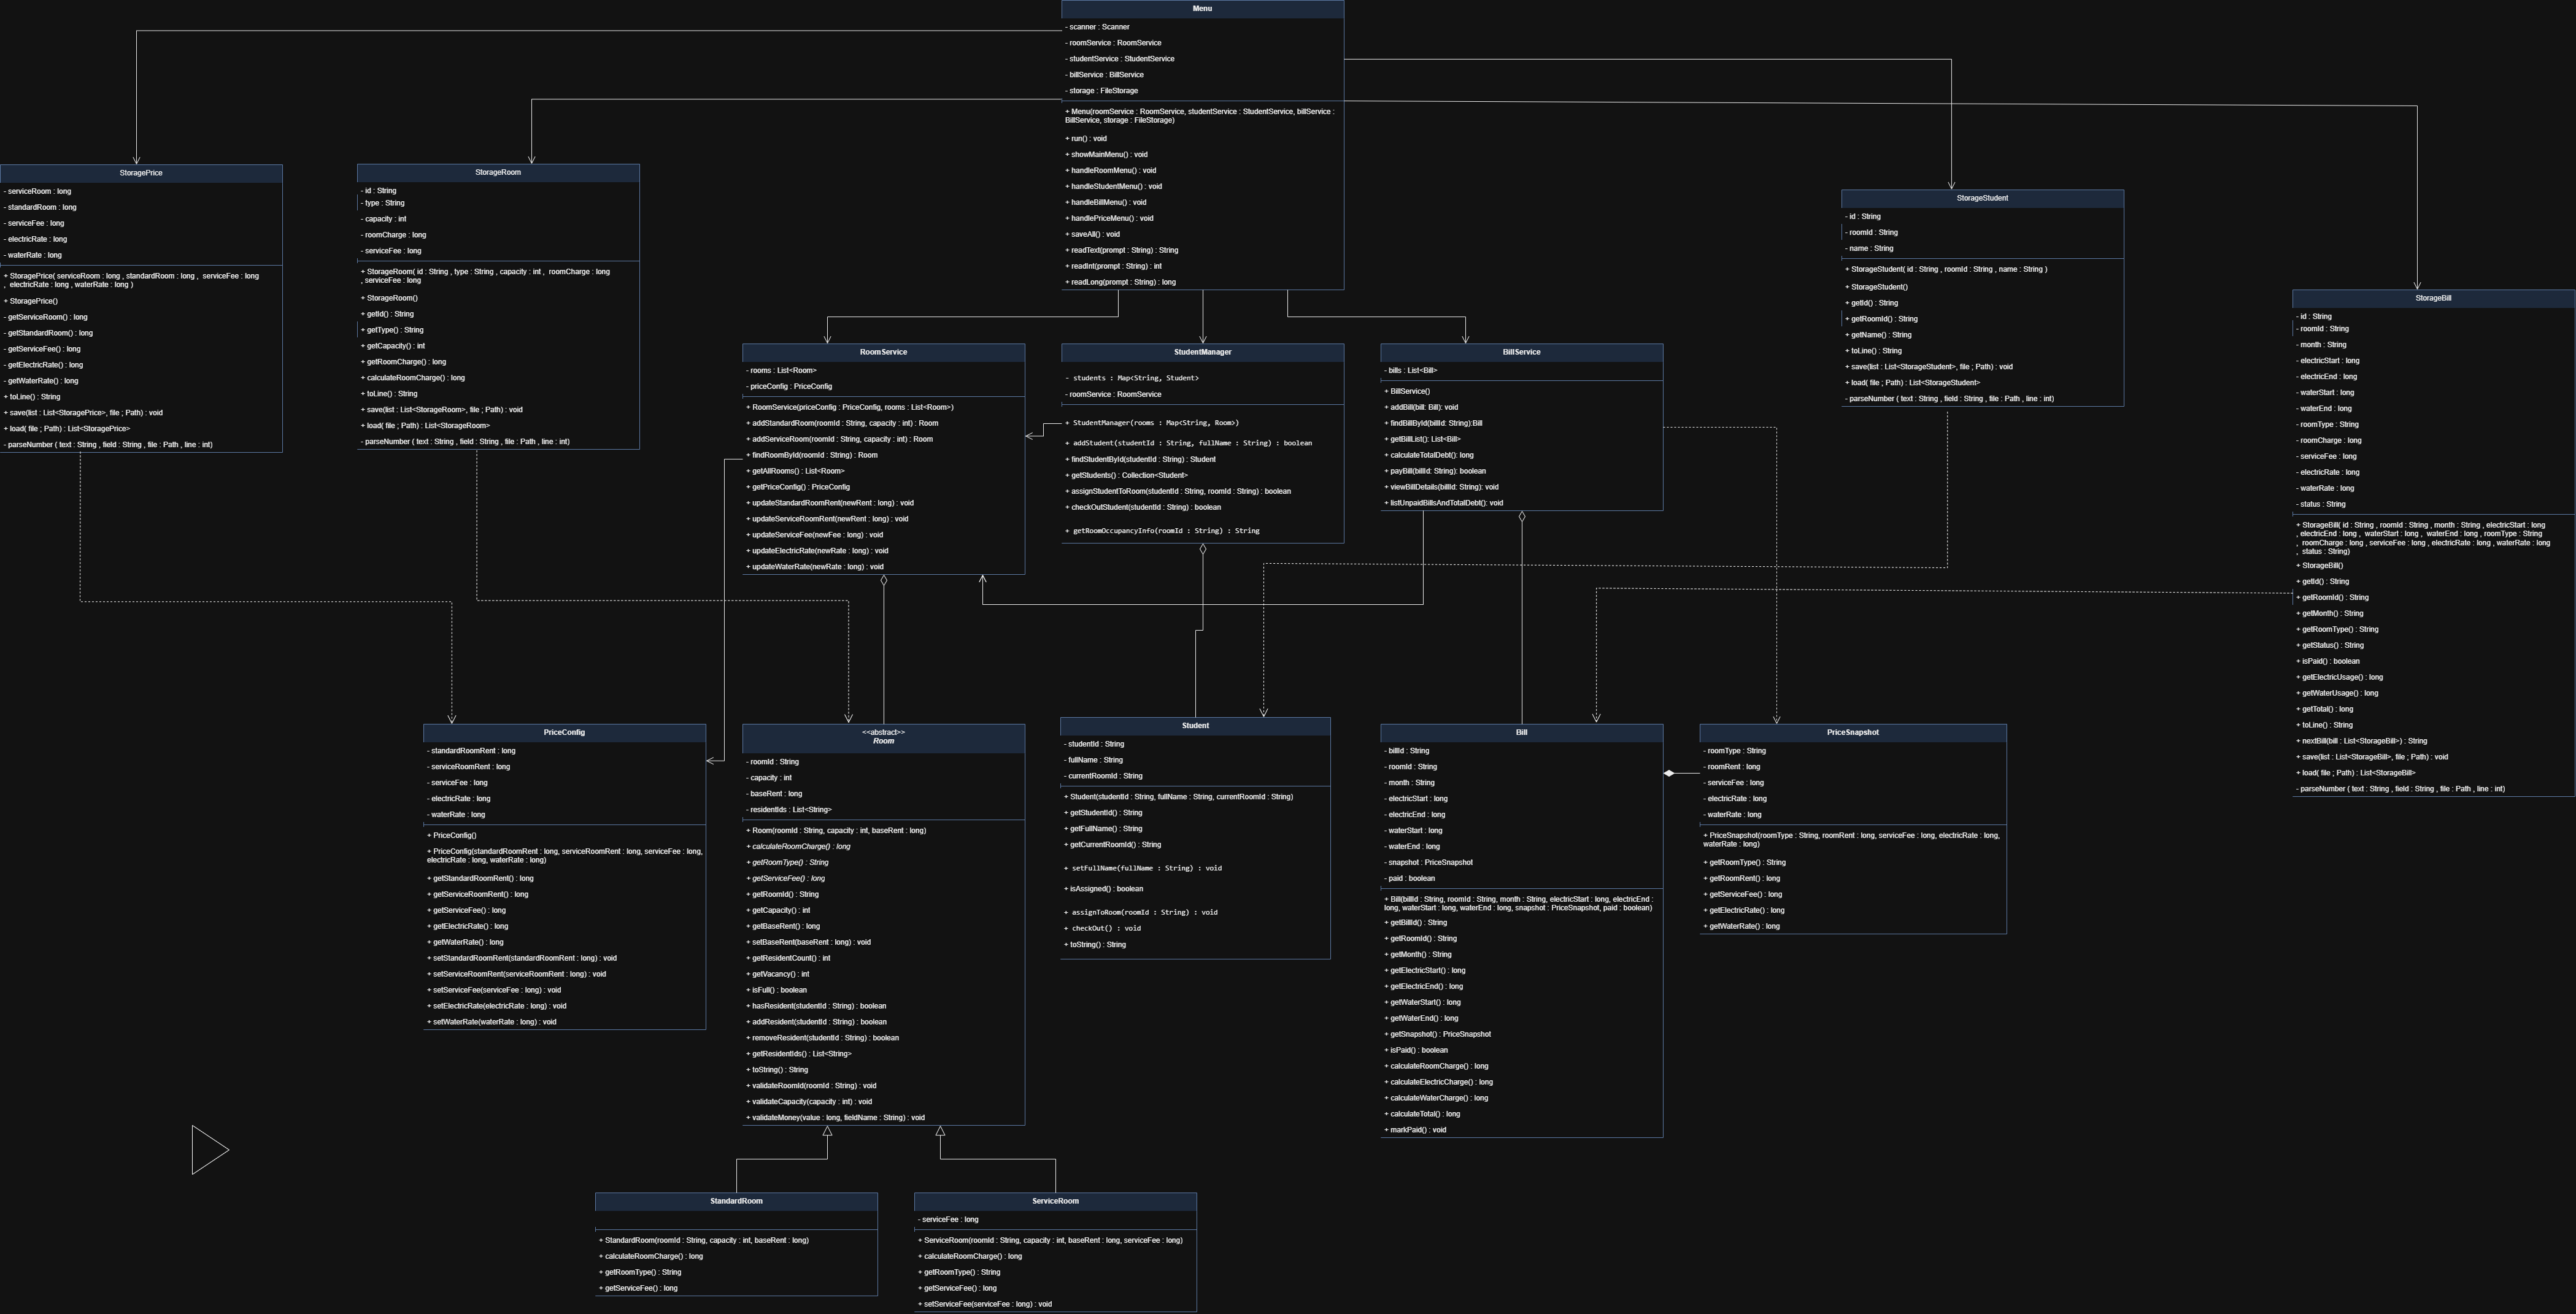 Menu
- scanner : Scanner
- roomService : RoomService
- studentService : StudentService
- billService : BillService
- storage : FileStorage
+ Menu(roomService : RoomService, studentService : StudentService, billService :
BillService, storage : FileStorage)
+ run() : void
+ showMainMenu() : void
+ handleRoomMenu() : void
+ handleStudentMenu() : void
+ handleBillMenu() : void
+ handlePriceMenu() : void
+ saveAll() : void
+ readText(prompt : String) : String
+ readInt(prompt : String) : int
+ readLong(prompt : String) : long
StoragePrice
- serviceRoom : long
- standardRoom : long
- serviceFee : long
- electricRate : long
- waterRate : long
+ StoragePrice( serviceRoom : long , standardRoom : long , serviceFee : long
, electricRate : long , waterRate : long )
+ StoragePrice()
- getServiceRoom() : long
- getStandardRoom() : long
- getServiceFee() : long
- getElectricRate() : long
- getWaterRate() : long
+ toLine() : String
+ save(list : List<StoragePrice>, file ; Path) : void
+ load( file ; Path) : List<StoragePrice>
- parseNumber ( text : String , field : String , file : Path , line : int)
StorageRoom
- id : String
- type : String
- capacity : int
- roomCharge : long
- serviceFee : long
+ StorageRoom( id : String , type : String , capacity : int , roomCharge : long
, serviceFee : long
+ StorageRoom()
+ getId() : String
+ getType() : String
+ getCapacity() : int
+ getRoomCharge() : long
+ calculateRoomCharge() : long
+ toLine() : String
+ save(list : List<StorageRoom>, file ; Path) : void
+ load( file ; Path) : List<StorageRoom>
- parseNumber ( text : String , field : String , file : Path , line : int)
StorageStudent
- id : String
- roomId : String
- name : String
+ StorageStudent( id : String , roomId : String , name : String )
+ StorageStudent()
+ getId() : String
+ getRoomId() : String
+ getName() : String
+ toLine() : String
+ save(list : List<StorageStudent>, file ; Path) : void
+ load( file ; Path) : List<StorageStudent>
- parseNumber ( text : String , field : String , file : Path , line : int)
StorageBill
- id : String
- roomId : String
- month : String
- electricStart : long
- electricEnd : long
- waterStart : long
- waterEnd : long
- roomType : String
- roomCharge : long
- serviceFee : long
- electricRate : long
- waterRate : long
- status : String
+ StorageBill( id : String , roomId : String , month : String , electricStart : long
, electricEnd : long , waterStart : long , waterEnd : long , roomType : String
, roomCharge : long , serviceFee : long , electricRate : long , waterRate : long
, status : String)
+ StorageBill()
+ getId() : String
+ getRoomId() : String
+ getMonth() : String
+ getRoomType() : String
+ getStatus() : String
+ isPaid() : boolean
+ getElectricUsage() : long
+ getWaterUsage() : long
+ getTotal() : long
+ toLine() : String
+ nextBill(bill : List<StorageBill>) : String
+ save(list : List<StorageBill>, file ; Path) : void
+ load( file ; Path) : List<StorageBill>
- parseNumber ( text : String , field : String , file : Path , line : int)
RoomService
- rooms : List<Room>
- priceConfig : PriceConfig
+ RoomService(priceConfig : PriceConfig, rooms : List<Room>)
+ addStandardRoom(roomId : String, capacity : int) : Room
+ addServiceRoom(roomId : String, capacity : int) : Room
+ findRoomById(roomId : String) : Room
+ getAllRooms() : List<Room>
+ getPriceConfig() : PriceConfig
+ updateStandardRoomRent(newRent : long) : void
+ updateServiceRoomRent(newRent : long) : void
+ updateServiceFee(newFee : long) : void
+ updateElectricRate(newRate : long) : void
+ updateWaterRate(newRate : long) : void
StudentManager
- students : Map<String, Student>
- roomService : RoomService
+ StudentManager(rooms : Map<String, Room>)
+ addStudent(studentId : String, fullName : String) : boolean
+ findStudentById(studentId : String) : Student
+ getStudents() : Collection<Student>
+ assignStudentToRoom(studentId : String, roomId : String) : boolean
+ checkOutStudent(studentId : String) : boolean
+ getRoomOccupancyInfo(roomId : String) : String
BillService
- bills : List<Bill>
+ BillService()
+ addBill(bill: Bill): void
+ findBillById(billId: String):Bill
+ getBillList(): List<Bill>
+ calculateTotalDebt(): long
+ payBill(billId: String): boolean
+ viewBillDetails(billId: String): void
+ listUnpaidBillsAndTotalDebt(): void
PriceConfig
- standardRoomRent : long
- serviceRoomRent : long
- serviceFee : long
- electricRate : long
- waterRate : long
+ PriceConfig()
+ PriceConfig(standardRoomRent : long, serviceRoomRent : long, serviceFee : long,
electricRate : long, waterRate : long)
+ getStandardRoomRent() : long
+ getServiceRoomRent() : long
+ getServiceFee() : long
+ getElectricRate() : long
+ getWaterRate() : long
+ setStandardRoomRent(standardRoomRent : long) : void
+ setServiceRoomRent(serviceRoomRent : long) : void
+ setServiceFee(serviceFee : long) : void
+ setElectricRate(electricRate : long) : void
+ setWaterRate(waterRate : long) : void
<<abstract>>
Room
- roomId : String
- capacity : int
- baseRent : long
- residentIds : List<String>
+ Room(roomId : String, capacity : int, baseRent : long)
+ calculateRoomCharge() : long
+ getRoomType() : String
+ getServiceFee() : long
+ getRoomId() : String
+ getCapacity() : int
+ getBaseRent() : long
+ setBaseRent(baseRent : long) : void
+ getResidentCount() : int
+ getVacancy() : int
+ isFull() : boolean
+ hasResident(studentId : String) : boolean
+ addResident(studentId : String) : boolean
+ removeResident(studentId : String) : boolean
+ getResidentIds() : List<String>
+ toString() : String
+ validateRoomId(roomId : String) : void
+ validateCapacity(capacity : int) : void
+ validateMoney(value : long, fieldName : String) : void
Student
- studentId : String
- fullName : String
- currentRoomId : String
+ Student(studentId : String, fullName : String, currentRoomId : String)
+ getStudentId() : String
+ getFullName() : String
+ getCurrentRoomId() : String
+ setFullName(fullName : String) : void
+ isAssigned() : boolean
+ assignToRoom(roomId : String) : void
+ checkOut() : void
+ toString() : String
Bill
- billId : String
- roomId : String
- month : String
- electricStart : long
- electricEnd : long
- waterStart : long
- waterEnd : long
- snapshot : PriceSnapshot
- paid : boolean
+ Bill(billId : String, roomId : String, month : String, electricStart : long, electricEnd :
long, waterStart : long, waterEnd : long, snapshot : PriceSnapshot, paid : boolean)
+ getBillId() : String
+ getRoomId() : String
+ getMonth() : String
+ getElectricStart() : long
+ getElectricEnd() : long
+ getWaterStart() : long
+ getWaterEnd() : long
+ getSnapshot() : PriceSnapshot
+ isPaid() : boolean
+ calculateRoomCharge() : long
+ calculateElectricCharge() : long
+ calculateWaterCharge() : long
+ calculateTotal() : long
+ markPaid() : void
PriceSnapshot
- roomType : String
- roomRent : long
- serviceFee : long
- electricRate : long
- waterRate : long
+ PriceSnapshot(roomType : String, roomRent : long, serviceFee : long, electricRate : long,
waterRate : long)
+ getRoomType() : String
+ getRoomRent() : long
+ getServiceFee() : long
+ getElectricRate() : long
+ getWaterRate() : long
StandardRoom
+ StandardRoom(roomId : String, capacity : int, baseRent : long)
+ calculateRoomCharge() : long
+ getRoomType() : String
+ getServiceFee() : long
ServiceRoom
- serviceFee : long
+ ServiceRoom(roomId : String, capacity : int, baseRent : long, serviceFee : long)
+ calculateRoomCharge() : long
+ getRoomType() : String
+ getServiceFee() : long
+ setServiceFee(serviceFee : long) : void